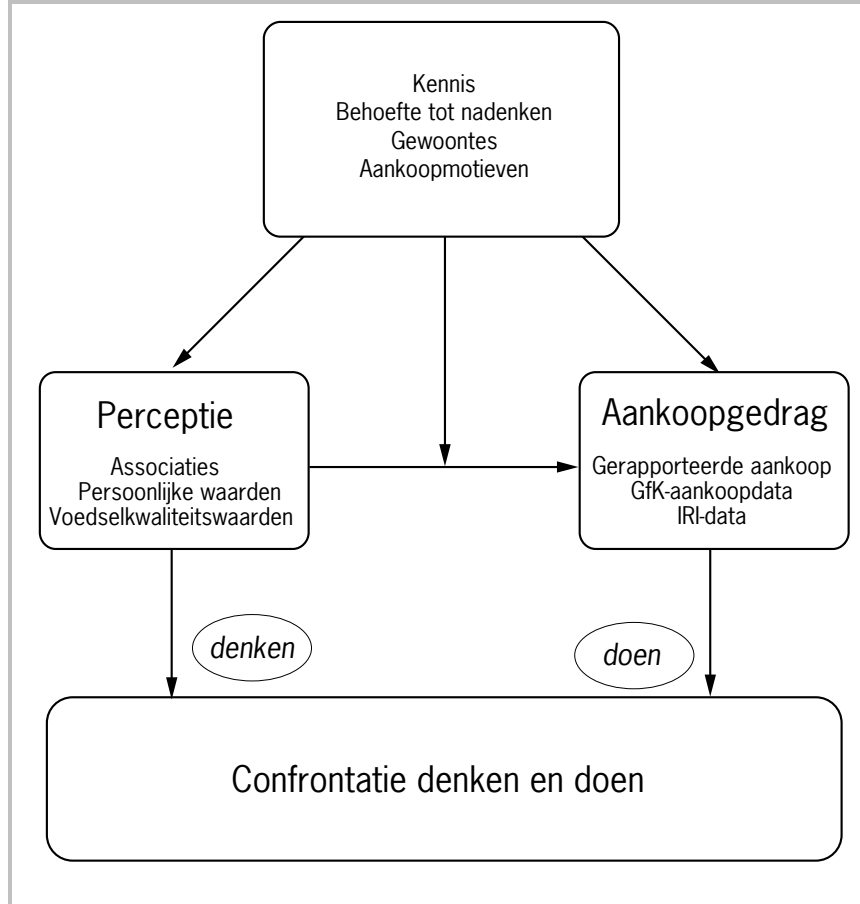 Kennis
Behoefte tot nadenken
Gewoontes
Aankoopmotieven
Perceptie
Associaties
Persoonlijke waarden
Voedselkwaliteitswaarden
Aankoopgedrag
Gerapporteerde aankoop
GfK-aankoopdata
IRI-data
denken
doen
Confrontatie denken en doen